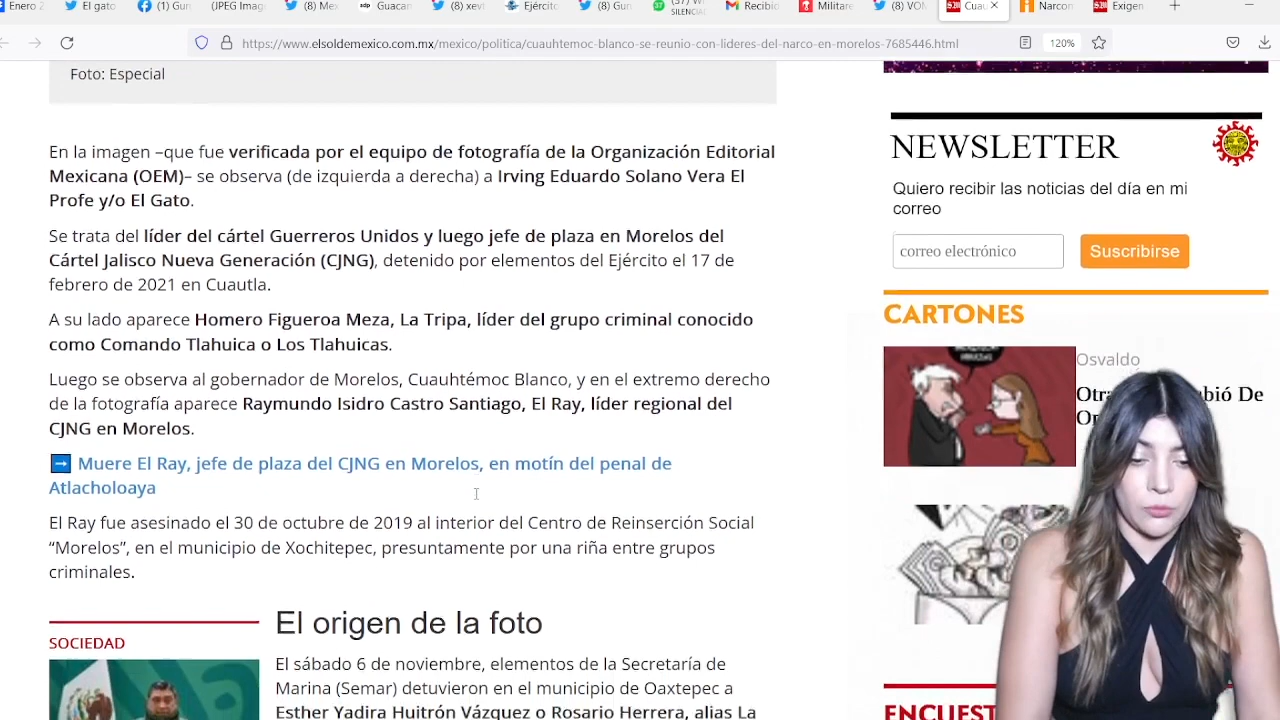 Enero 2
El gato
(1) Gun
(JPEG Imag
(8) Mex
Guacan
(8) xevt
Ejército
(8) Gun
SILENCIAL
Recibio
Militare
(8) VON
Cuau
Narcon
Exigen
https://www.elsoldemexico.com.mx/mexico/politica/cuauhtemoc-blanco-se-reunio-con-lideres-del-narco-en-morelos-7685446.html
120%
Foto: Especial
En la imagen –que fue verificada por el equipo de fotografía de la Organización Editorial
Mexicana (OEM)– se observa (de izquierda a derecha) a Irving Eduardo Solano Vera El
Profe y/o El Gato.
Se trata del líder del cártel Guerreros Unidos y luego jefe de plaza en Morelos del
Cártel Jalisco Nueva Generación (CJNG), detenido por elementos del Ejército el 17 de
febrero de 2021 en Cuautla.
A su lado aparece Homero Figueroa Meza, La Tripa, líder del grupo criminal conocido
como Comando Tlahuica o Los Tlahuicas.
Luego se observa al gobernador de Morelos, Cuauhtémoc Blanco, y en el extremo derecho
de la fotografía aparece Raymundo Isidro Castro Santiago, El Ray, líder regional del
CJNG en Morelos.
Muere El Ray, jefe de plaza del CJNG en Morelos, en motín del penal de
Atlacholoaya
El Ray fue asesinado el 30 de octubre de 2019 al interior del Centro de Reinserción Social
“Morelos”, en el municipio de Xochitepec, presuntamente por una riña entre grupos
criminales.
SOCIEDAD
El origen de la foto
El sábado 6 de noviembre, elementos de la Secretaría de
Marina (Semar) detuvieron en el municipio de Oaxtepec a
Esther Yadira Huitrón Vázquez o Rosario Herrera, alias La
NEWSLETTER
Quiero recibir las noticias del día en mi
correo
correo electrónico
Suscribirse
CARTONES
Osvaldo
De
ENCUEST